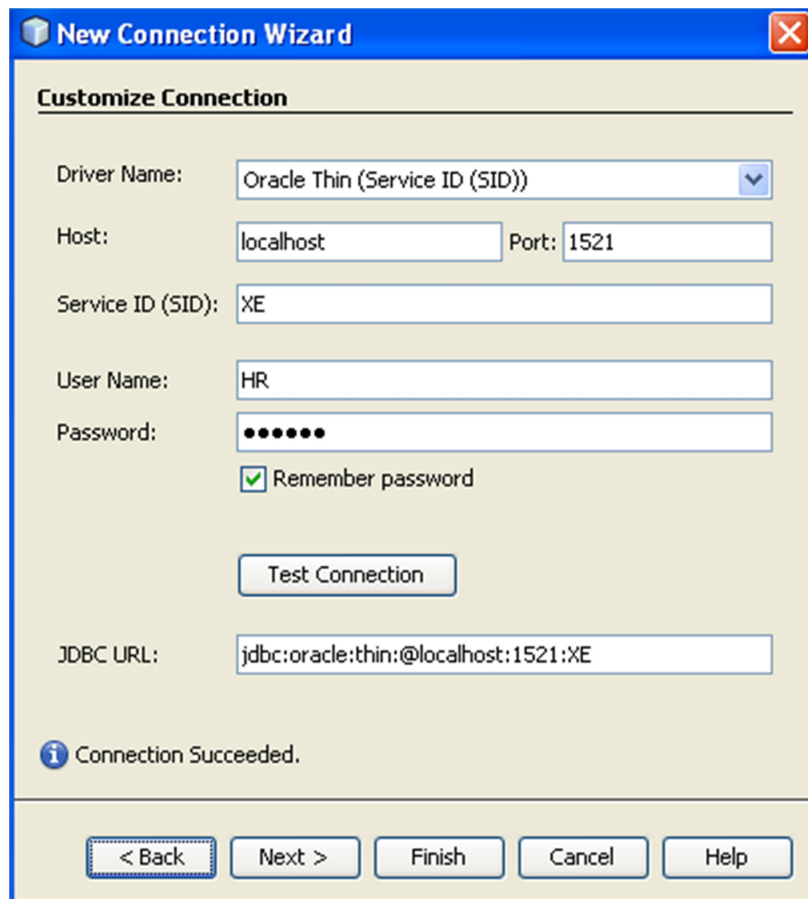 New Connection Wizard
Customize Connection
Driver Name: Oracle Thin (Service ID (SID))
Host: localhost Port: 1521
Service ID (SID): XE
User Name: HR
Password: ●●●●●●
Remember password
Test Connection
JDBC URL: jdbc:oracle:thin:@localhost:1521:XE
Connection Succeeded.
< Back Next > Finish Cancel Help